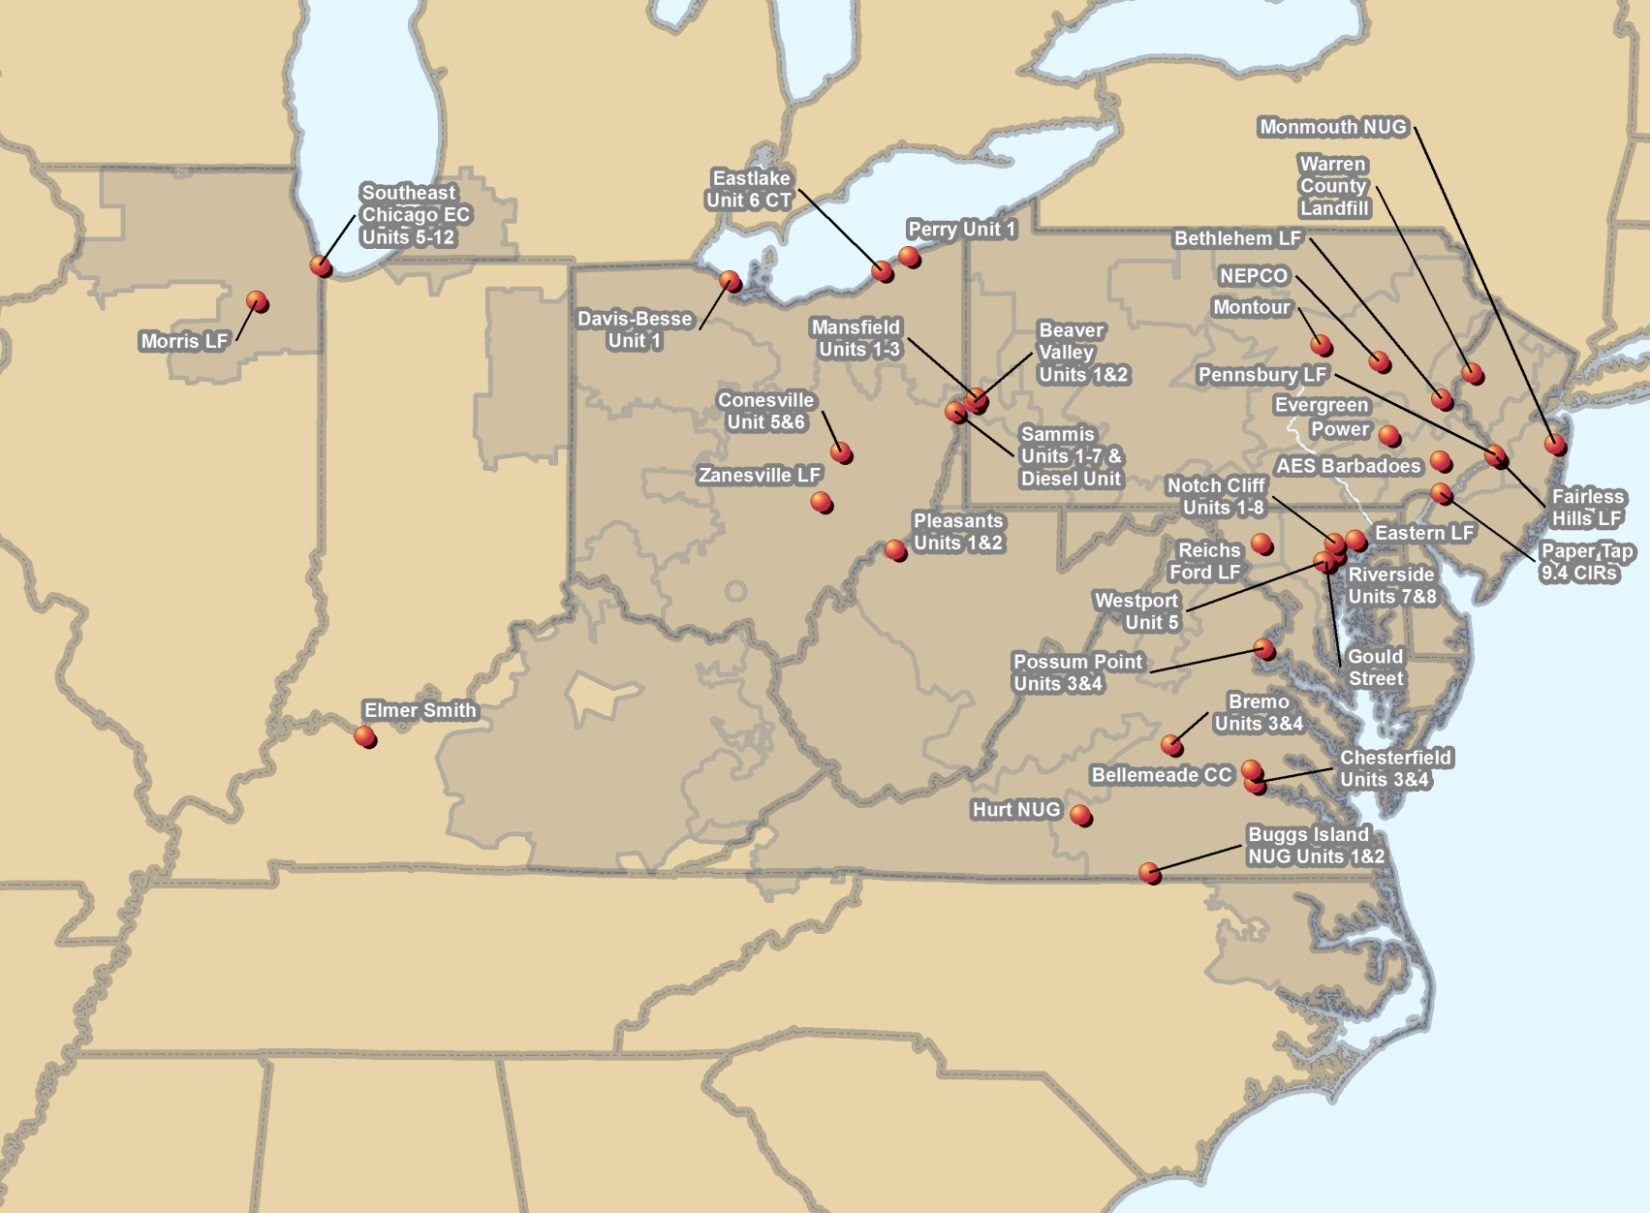 Monmouth NUG
Warren
County
Landfill
Southeast
Chicago EC
Units 5-12
Eastlake
Unit 6 CT
Perry Unit 1
Bethlehem LF
NEPCO
Montour
Morris LF
Davis-Besse
Unit 1
Mansfield
Units 1-3
Beaver
Valley
Units 1&2
Pennsbury LF
Evergreen
Power
Conesville
Unit 5&6
Sammis
Units 1-7 &
Diesel Unit
AES Barbadoes
Zanesville LF
Notch Cliff
Units 1-8
Fairless
Hills LF
Pleasants
Units 1&2
Eastern LF
Reichs
Ford LF
Paper Tap
9.4 CIRs
Riverside
Units 7&8
Westport
Unit 5
Possum Point
Units 3&4
Gould
Street
Elmer Smith
Bremo
Units 3&4
Bellemeade CC
Chesterfield
Units 3&4
Hurt NUG
Buggs Island
NUG Units 1&2